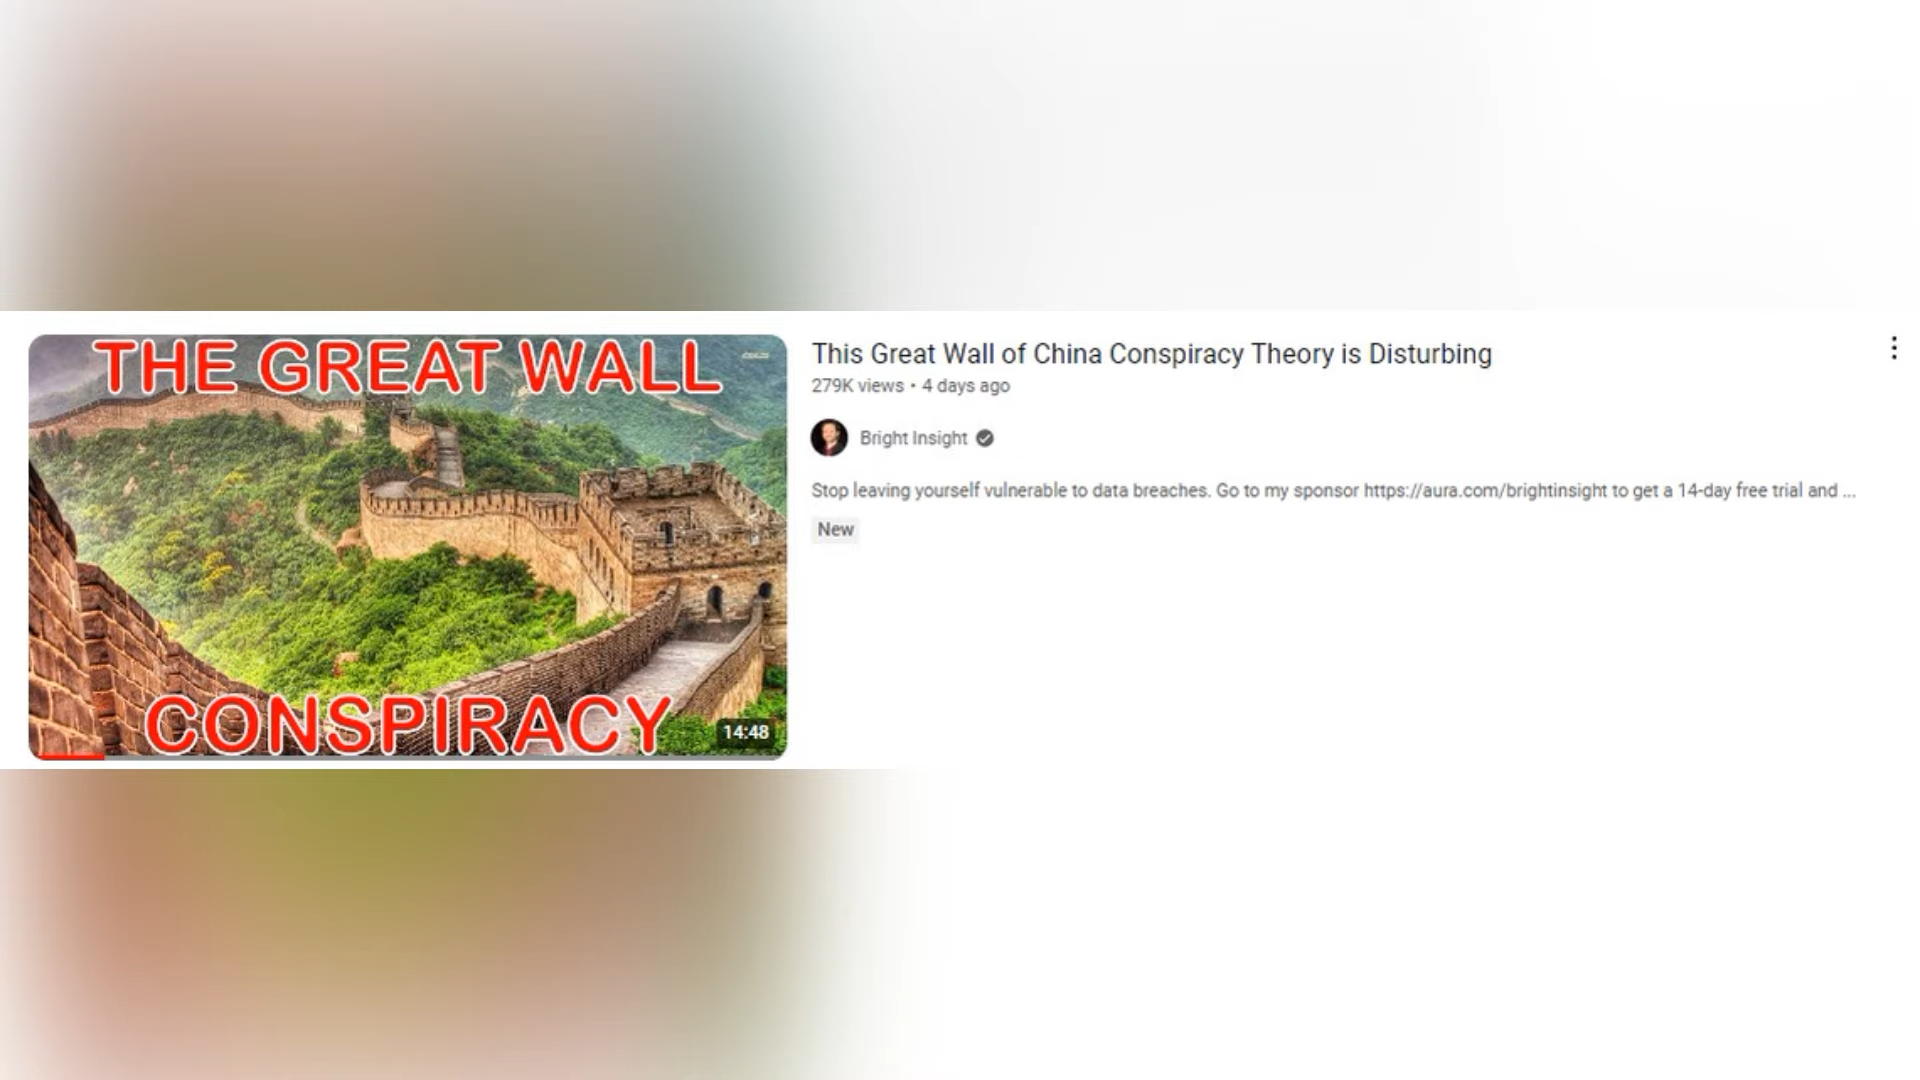 THE GREAT WALL
CONSPIRACY
14:48
This Great Wall of China Conspiracy Theory is Disturbing
279K views • 4 days ago
Bright Insight
Stop leaving yourself vulnerable to data breaches. Go to my sponsor https://aura.com/brightinsight to get a 14-day free trial and ...
New